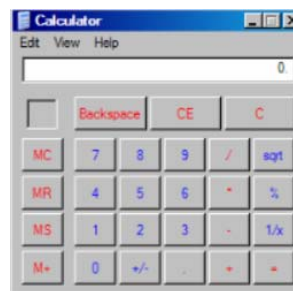 Calculator
Edit View Help
0.
Backspace CE C
MC 7 8 9 / sqrt
MR 4 5 6 * %
MS 1 2 3 - 1/x
M+ 0 +/- . + =